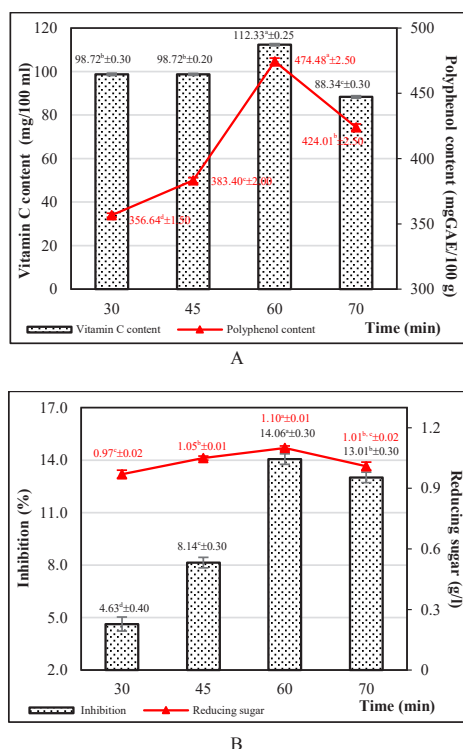 120
100
80
60
40
20
0
Vitamin C content
(mg/100 ml)
98.72ᵇ±0.30
98.72ᵇ±0.20
112.33ᵃ±0.25
88.34ᶜ±0.30
474.48ᵃ±2.50
424.01ᵇ±2.50
383.40ᶜ±2.00
356.64ᵈ±1.50
500
450
400
350
300
Polyphenol content
(mgGAE/100 g)
30 45 60 70
Time (min)
Vitamin C content Polyphenol content
A
17.0
14.0
11.0
8.0
5.0
2.0
Inhibition (%)
0.97ᶜ±0.02
1.05ᵇ±0.01
1.10ᵃ±0.01
14.06ᵃ±0.30
1.01ᵇ, ᶜ±0.02
13.01ᵇ±0.30
8.14ᶜ±0.30
4.63ᵈ±0.40
1.2
0.9
0.6
0.3
0
Reducing sugar
(g/l)
30 45 60 70
Time (min)
Inhibition Reducing sugar
B